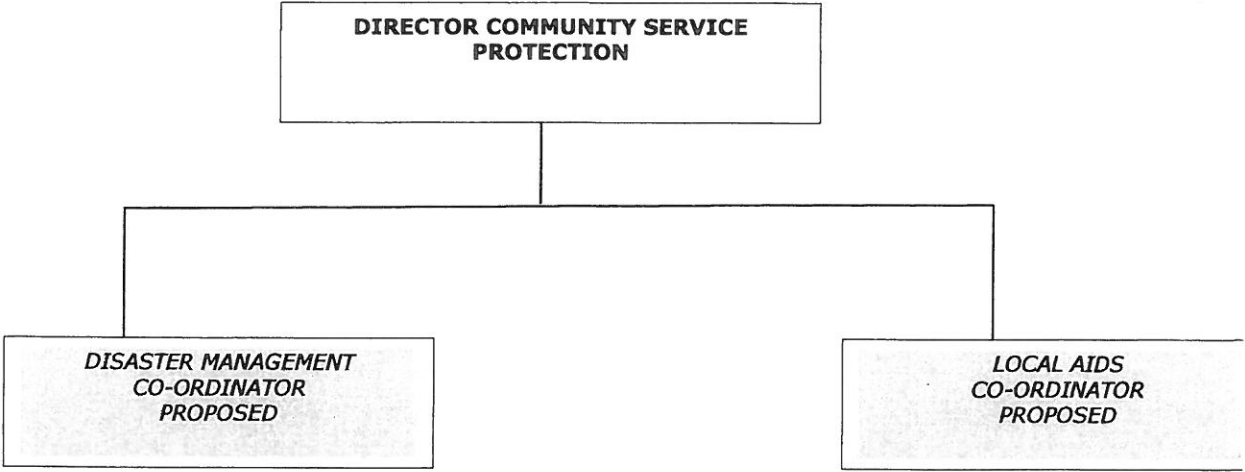 DIRECTOR COMMUNITY SERVICE
PROTECTION
DISASTER MANAGEMENT
CO-ORDINATOR
PROPOSED
LOCAL AIDS
CO-ORDINATOR
PROPOSED